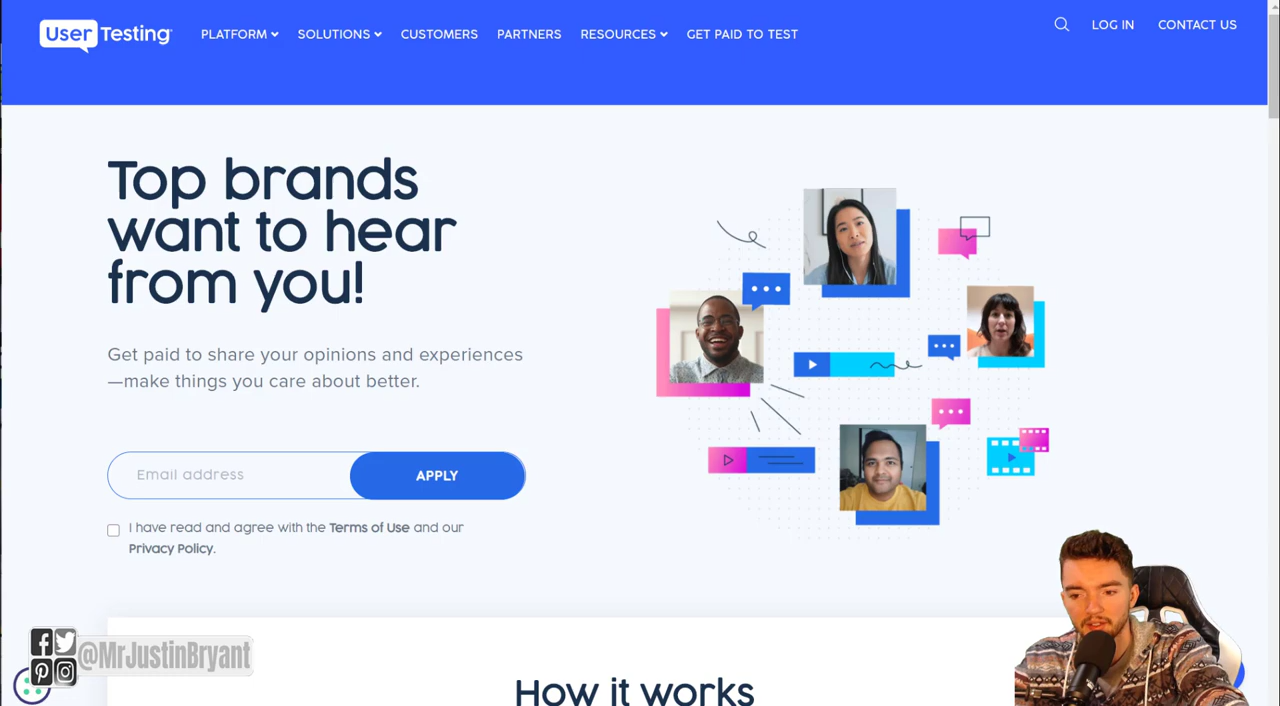 User Testing
PLATFORM
SOLUTIONS
CUSTOMERS
PARTNERS
RESOURCES
GET PAID TO TEST
LOG IN
CONTACT US
Top brands
want to hear
from you!
Get paid to share your opinions and experiences
—make things you care about better.
Email address
APPLY
I have read and agree with the Terms of Use and our
Privacy Policy.
@MrJustinBryant
How it works